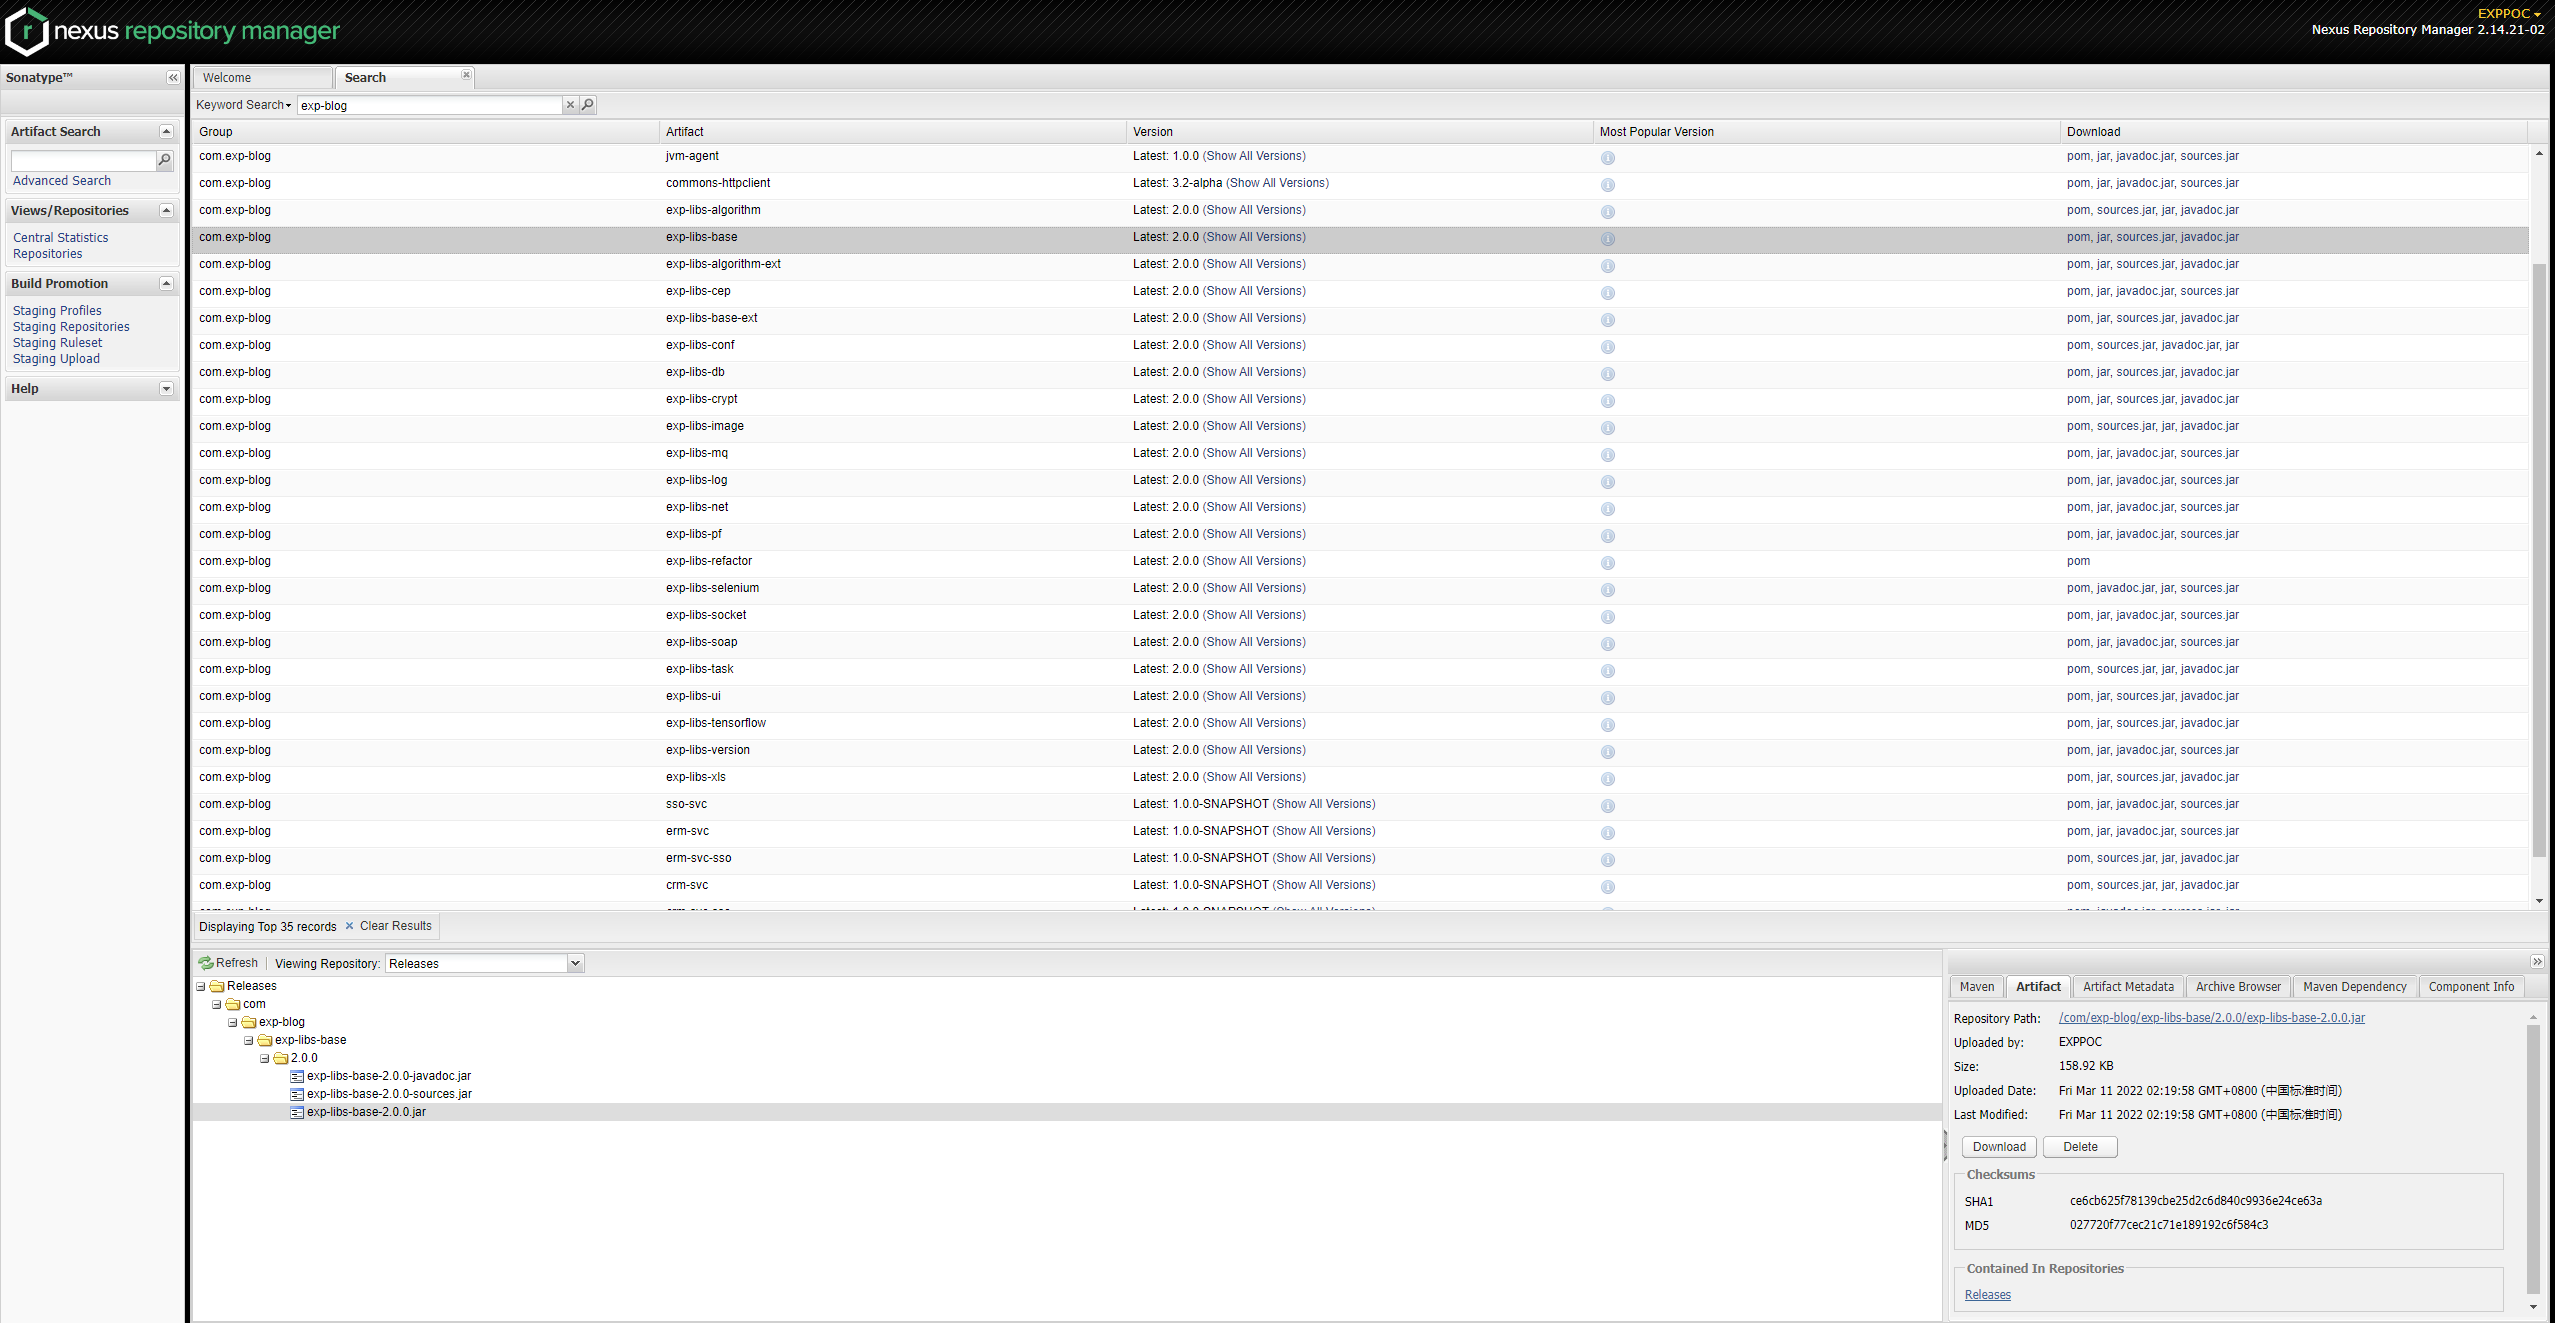 nexus repository manager
EXPPOC
Nexus Repository Manager 2.14.21-02
Sonatype™
Artifact Search
Advanced Search
Views/Repositories
Central Statistics
Repositories
Build Promotion
Staging Profiles
Staging Repositories
Staging Ruleset
Staging Upload
Help
Welcome Search
Keyword Search exp-blog
Group Artifact Version Most Popular Version Download
com.exp-blog jvm-agent Latest: 1.0.0 (Show All Versions) pom, jar, javadoc.jar, sources.jar
com.exp-blog commons-httpclient Latest: 3.2-alpha (Show All Versions) pom, jar, javadoc.jar, sources.jar
com.exp-blog exp-libs-algorithm Latest: 2.0.0 (Show All Versions) pom, sources.jar, jar, javadoc.jar
com.exp-blog exp-libs-base Latest: 2.0.0 (Show All Versions) pom, jar, sources.jar, javadoc.jar
com.exp-blog exp-libs-algorithm-ext Latest: 2.0.0 (Show All Versions) pom, jar, sources.jar, javadoc.jar
com.exp-blog exp-libs-cep Latest: 2.0.0 (Show All Versions) pom, jar, javadoc.jar, sources.jar
com.exp-blog exp-libs-base-ext Latest: 2.0.0 (Show All Versions) pom, jar, sources.jar, javadoc.jar
com.exp-blog exp-libs-conf Latest: 2.0.0 (Show All Versions) pom, sources.jar, javadoc.jar, jar
com.exp-blog exp-libs-db Latest: 2.0.0 (Show All Versions) pom, jar, sources.jar, javadoc.jar
com.exp-blog exp-libs-crypt Latest: 2.0.0 (Show All Versions) pom, jar, sources.jar, javadoc.jar
com.exp-blog exp-libs-image Latest: 2.0.0 (Show All Versions) pom, sources.jar, jar, javadoc.jar
com.exp-blog exp-libs-mq Latest: 2.0.0 (Show All Versions) pom, jar, javadoc.jar, sources.jar
com.exp-blog exp-libs-log Latest: 2.0.0 (Show All Versions) pom, jar, javadoc.jar, sources.jar
com.exp-blog exp-libs-net Latest: 2.0.0 (Show All Versions) pom, jar, javadoc.jar, sources.jar
com.exp-blog exp-libs-pf Latest: 2.0.0 (Show All Versions) pom, jar, javadoc.jar, sources.jar
com.exp-blog exp-libs-refactor Latest: 2.0.0 (Show All Versions) pom
com.exp-blog exp-libs-selenium Latest: 2.0.0 (Show All Versions) pom, javadoc.jar, jar, sources.jar
com.exp-blog exp-libs-socket Latest: 2.0.0 (Show All Versions) pom, jar, javadoc.jar, sources.jar
com.exp-blog exp-libs-soap Latest: 2.0.0 (Show All Versions) pom, jar, javadoc.jar, sources.jar
com.exp-blog exp-libs-task Latest: 2.0.0 (Show All Versions) pom, sources.jar, jar, javadoc.jar
com.exp-blog exp-libs-ui Latest: 2.0.0 (Show All Versions) pom, jar, sources.jar, javadoc.jar
com.exp-blog exp-libs-tensorflow Latest: 2.0.0 (Show All Versions) pom, jar, sources.jar, javadoc.jar
com.exp-blog exp-libs-version Latest: 2.0.0 (Show All Versions) pom, jar, javadoc.jar, sources.jar
com.exp-blog exp-libs-xls Latest: 2.0.0 (Show All Versions) pom, jar, sources.jar, javadoc.jar
com.exp-blog sso-svc Latest: 1.0.0-SNAPSHOT (Show All Versions) pom, jar, javadoc.jar, sources.jar
com.exp-blog erm-svc Latest: 1.0.0-SNAPSHOT (Show All Versions) pom, jar, javadoc.jar, sources.jar
com.exp-blog erm-svc-sso Latest: 1.0.0-SNAPSHOT (Show All Versions) pom, sources.jar, jar, javadoc.jar
com.exp-blog crm-svc Latest: 1.0.0-SNAPSHOT (Show All Versions) pom, sources.jar, jar, javadoc.jar
Displaying Top 35 records Clear Results
Refresh Viewing Repository: Releases
Releases
com
exp-blog
exp-libs-base
2.0.0
exp-libs-base-2.0.0-javadoc.jar
exp-libs-base-2.0.0-sources.jar
exp-libs-base-2.0.0.jar
Maven Artifact Artifact Metadata Archive Browser Maven Dependency Component Info
Repository Path: /com/exp-blog/exp-libs-base/2.0.0/exp-libs-base-2.0.0.jar
Uploaded by: EXPPOC
Size: 158.92 KB
Uploaded Date: Fri Mar 11 2022 02:19:58 GMT+0800 (中国标准时间)
Last Modified: Fri Mar 11 2022 02:19:58 GMT+0800 (中国标准时间)
Download Delete
Checksums
SHA1 ce6cb625f78139cbe25d2c6d840c9936e24ce63a
MD5 027720f77cec21c71e189192c6f584c3
Contained In Repositories
Releases